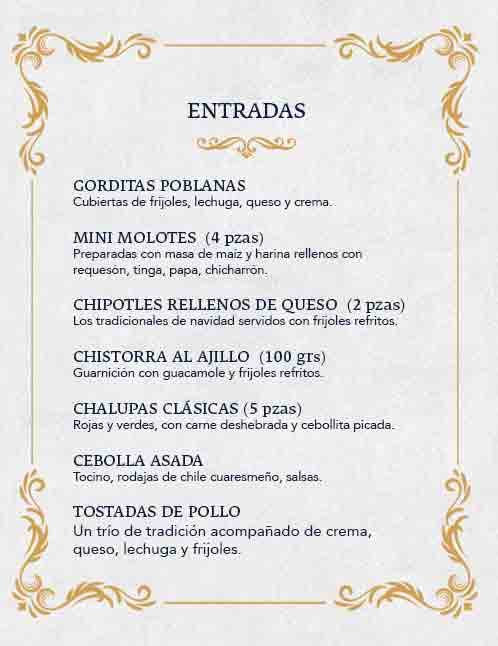 ENTRADAS
GORDITAS POBLANAS
Cubiertas de frijoles, lechuga, queso y crema.
MINI MOLOTES (4 pzas)
Preparadas con masa de maíz y harina rellenos con
requesón, tinga, papa, chicharrón.
CHIPOTLES RELLENOS DE QUESO (2 pzas)
Los tradicionales de navidad servidos con frijoles refritos.
CHISTORRA AL AJILLO (100 grs)
Guarnición con guacamole y frijoles refritos.
CHALUPAS CLÁSICAS (5 pzas)
Rojas y verdes, con carne deshebrada y cebollita picada.
CEBOLLA ASADA
Tocino, rodajas de chile cuaresmeño, salsas.
TOSTADAS DE POLLO
Un trío de tradición acompañado de crema,
queso, lechuga y frijoles.